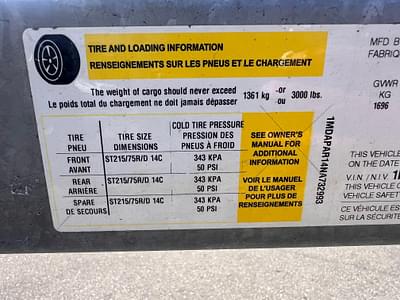 TIRE AND LOADING INFORMATION
RENSEIGNEMENTS SUR LES PNEUS ET LE CHARGEMENT
The weight of cargo should never exceed 1361 kg -or 3000 lbs.
Le poids total du chargement ne doit jamais dépasser ou
TIRE PNEU
TIRE SIZE DIMENSIONS
COLD TIRE PRESSURE
PRESSION DES
PNEUS À FROID
FRONT AVANT
ST215/75R/D 14C
343 KPA
50 PSI
REAR ARRIÈRE
ST215/75R/D 14C
343 KPA
50 PSI
SPARE DE SECOURS
ST215/75R/D 14C
343 KPA
50 PSI
SEE OWNER'S
MANUAL FOR
ADDITIONAL
INFORMATION
VOIR LE MANUEL
DE L'USAGER
POUR PLUS DE
RENSEIGNEMENTS
1MDAPAR14NA732293
MFD B
FABRIQ
GVWR
KG
1696
THIS VEHICLE
ON THE DATE
V.I.N. / N.I.V. 1
THIS VEHICLE C
VEHICLE SAFET
CE VÉHICULE ES
SUR LA SÉCURITÉ